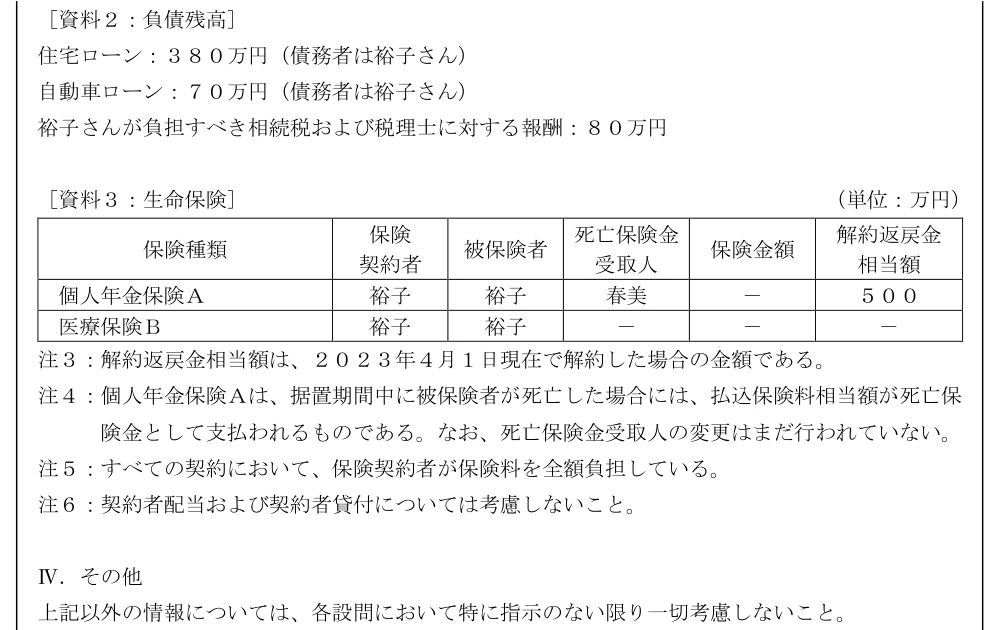 ［資料２：負債残高］
住宅ローン：３８０万円（債務者は裕子さん）
自動車ローン：７０万円（債務者は裕子さん）
裕子さんが負担すべき相続税および税理士に対する報酬：８０万円
［資料３：生命保険］ （単位：万円）
保険種類 保険契約者 被保険者 死亡保険金受取人 保険金額 解約返戻金相当額
個人年金保険Ａ 裕子 裕子 春美 － ５００
医療保険Ｂ 裕子 裕子 － － －
注３：解約返戻金相当額は、２０２３年４月１日現在で解約した場合の金額である。
注４：個人年金保険Ａは、据置期間中に被保険者が死亡した場合には、払込保険料相当額が死亡保
険金として支払われるものである。なお、死亡保険金受取人の変更はまだ行われていない。
注５：すべての契約において、保険契約者が保険料を全額負担している。
注６：契約者配当および契約者貸付については考慮しないこと。
Ⅳ．その他
上記以外の情報については、各設問において特に指示のない限り一切考慮しないこと。